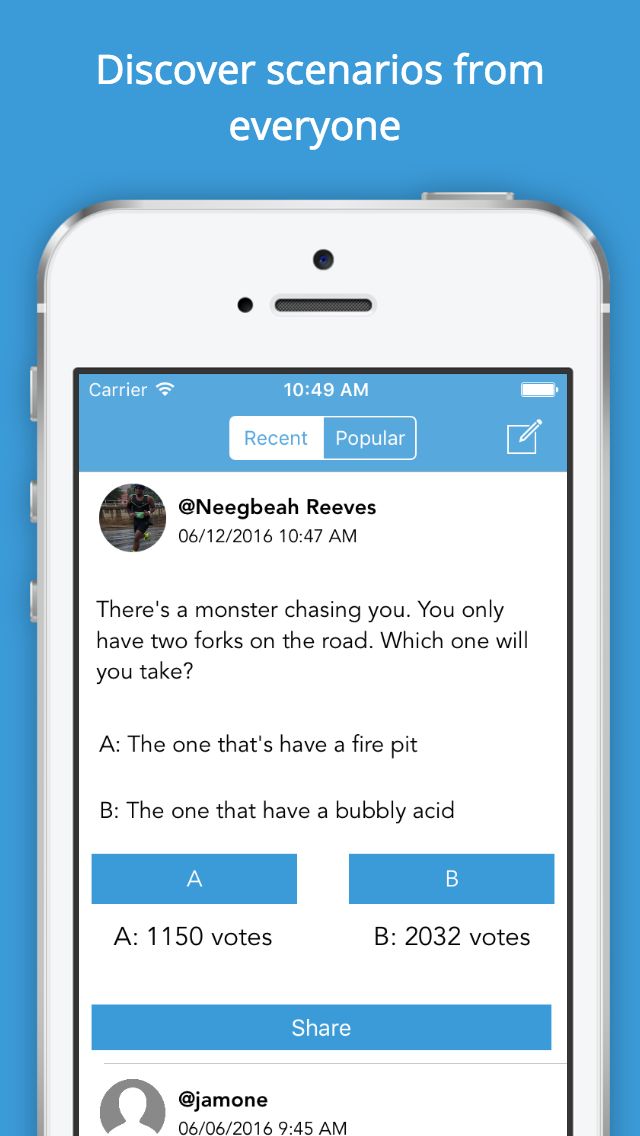 Discover scenarios from
everyone
Carrier 10:49 AM
Recent Popular
@Neegbeah Reeves
06/12/2016 10:47 AM
There's a monster chasing you. You only
have two forks on the road. Which one will
you take?
A: The one that's have a fire pit
B: The one that have a bubbly acid
A B
A: 1150 votes B: 2032 votes
Share
@jamone
06/06/2016 9:45 AM